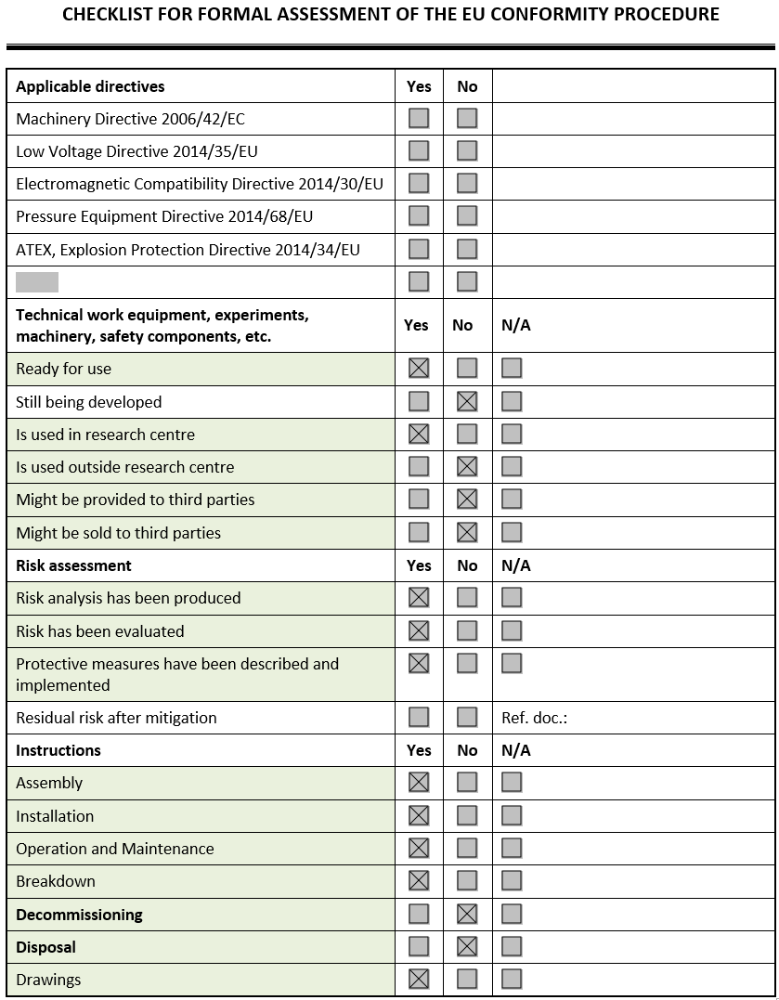 CHECKLIST FOR FORMAL ASSESSMENT OF THE EU CONFORMITY PROCEDURE
Applicable directives Yes No
Machinery Directive 2006/42/EC
Low Voltage Directive 2014/35/EU
Electromagnetic Compatibility Directive 2014/30/EU
Pressure Equipment Directive 2014/68/EU
ATEX, Explosion Protection Directive 2014/34/EU
Technical work equipment, experiments,
machinery, safety components, etc. Yes No N/A
Ready for use
Still being developed
Is used in research centre
Is used outside research centre
Might be provided to third parties
Might be sold to third parties
Risk assessment Yes No N/A
Risk analysis has been produced
Risk has been evaluated
Protective measures have been described and
implemented
Residual risk after mitigation Ref. doc.:
Instructions Yes No N/A
Assembly
Installation
Operation and Maintenance
Breakdown
Decommissioning
Disposal
Drawings